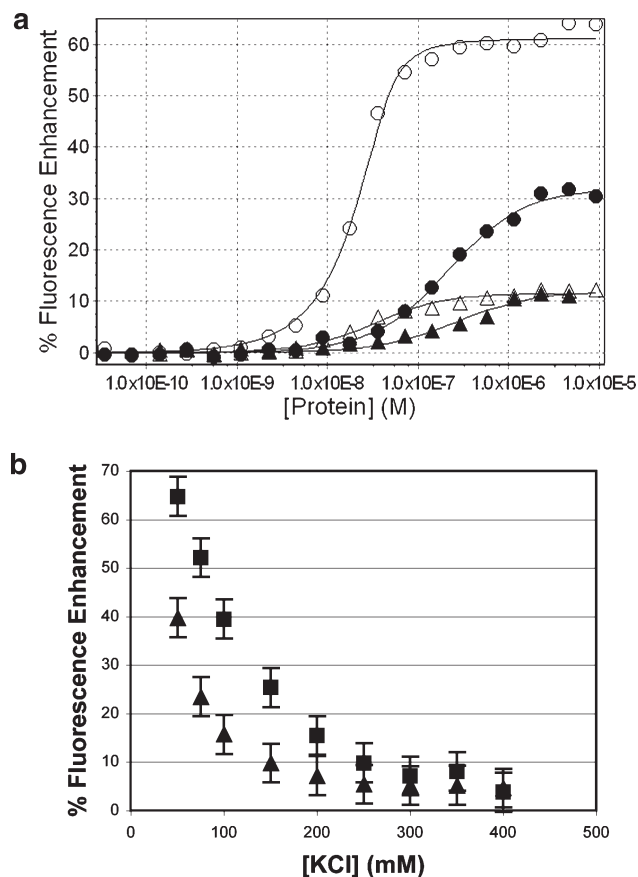 a
% Fluorescence Enhancement
60
50
40
30
20
10
0
1.0x10E-10 1.0x10E-9 1.0x10E-8 1.0x10E-7 1.0x10E-6 1.0x10E-5
[Protein] (M)
b
% Fluorescence Enhancement
70
60
50
40
30
20
10
0
0 100 200 300 400 500
[KCl] (mM)